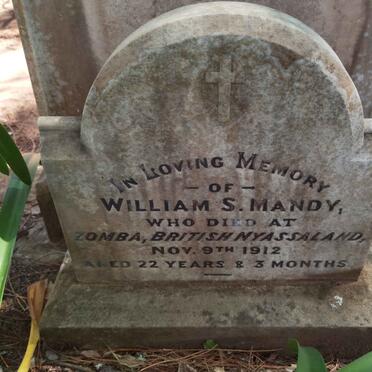 IN LOVING MEMORY
— OF —
WILLIAM S. MANDY,
WHO DIED AT
ZOMBA, BRITISH NYASSALAND,
NOV. 9TH 1912
AGED 22 YEARS & 3 MONTHS